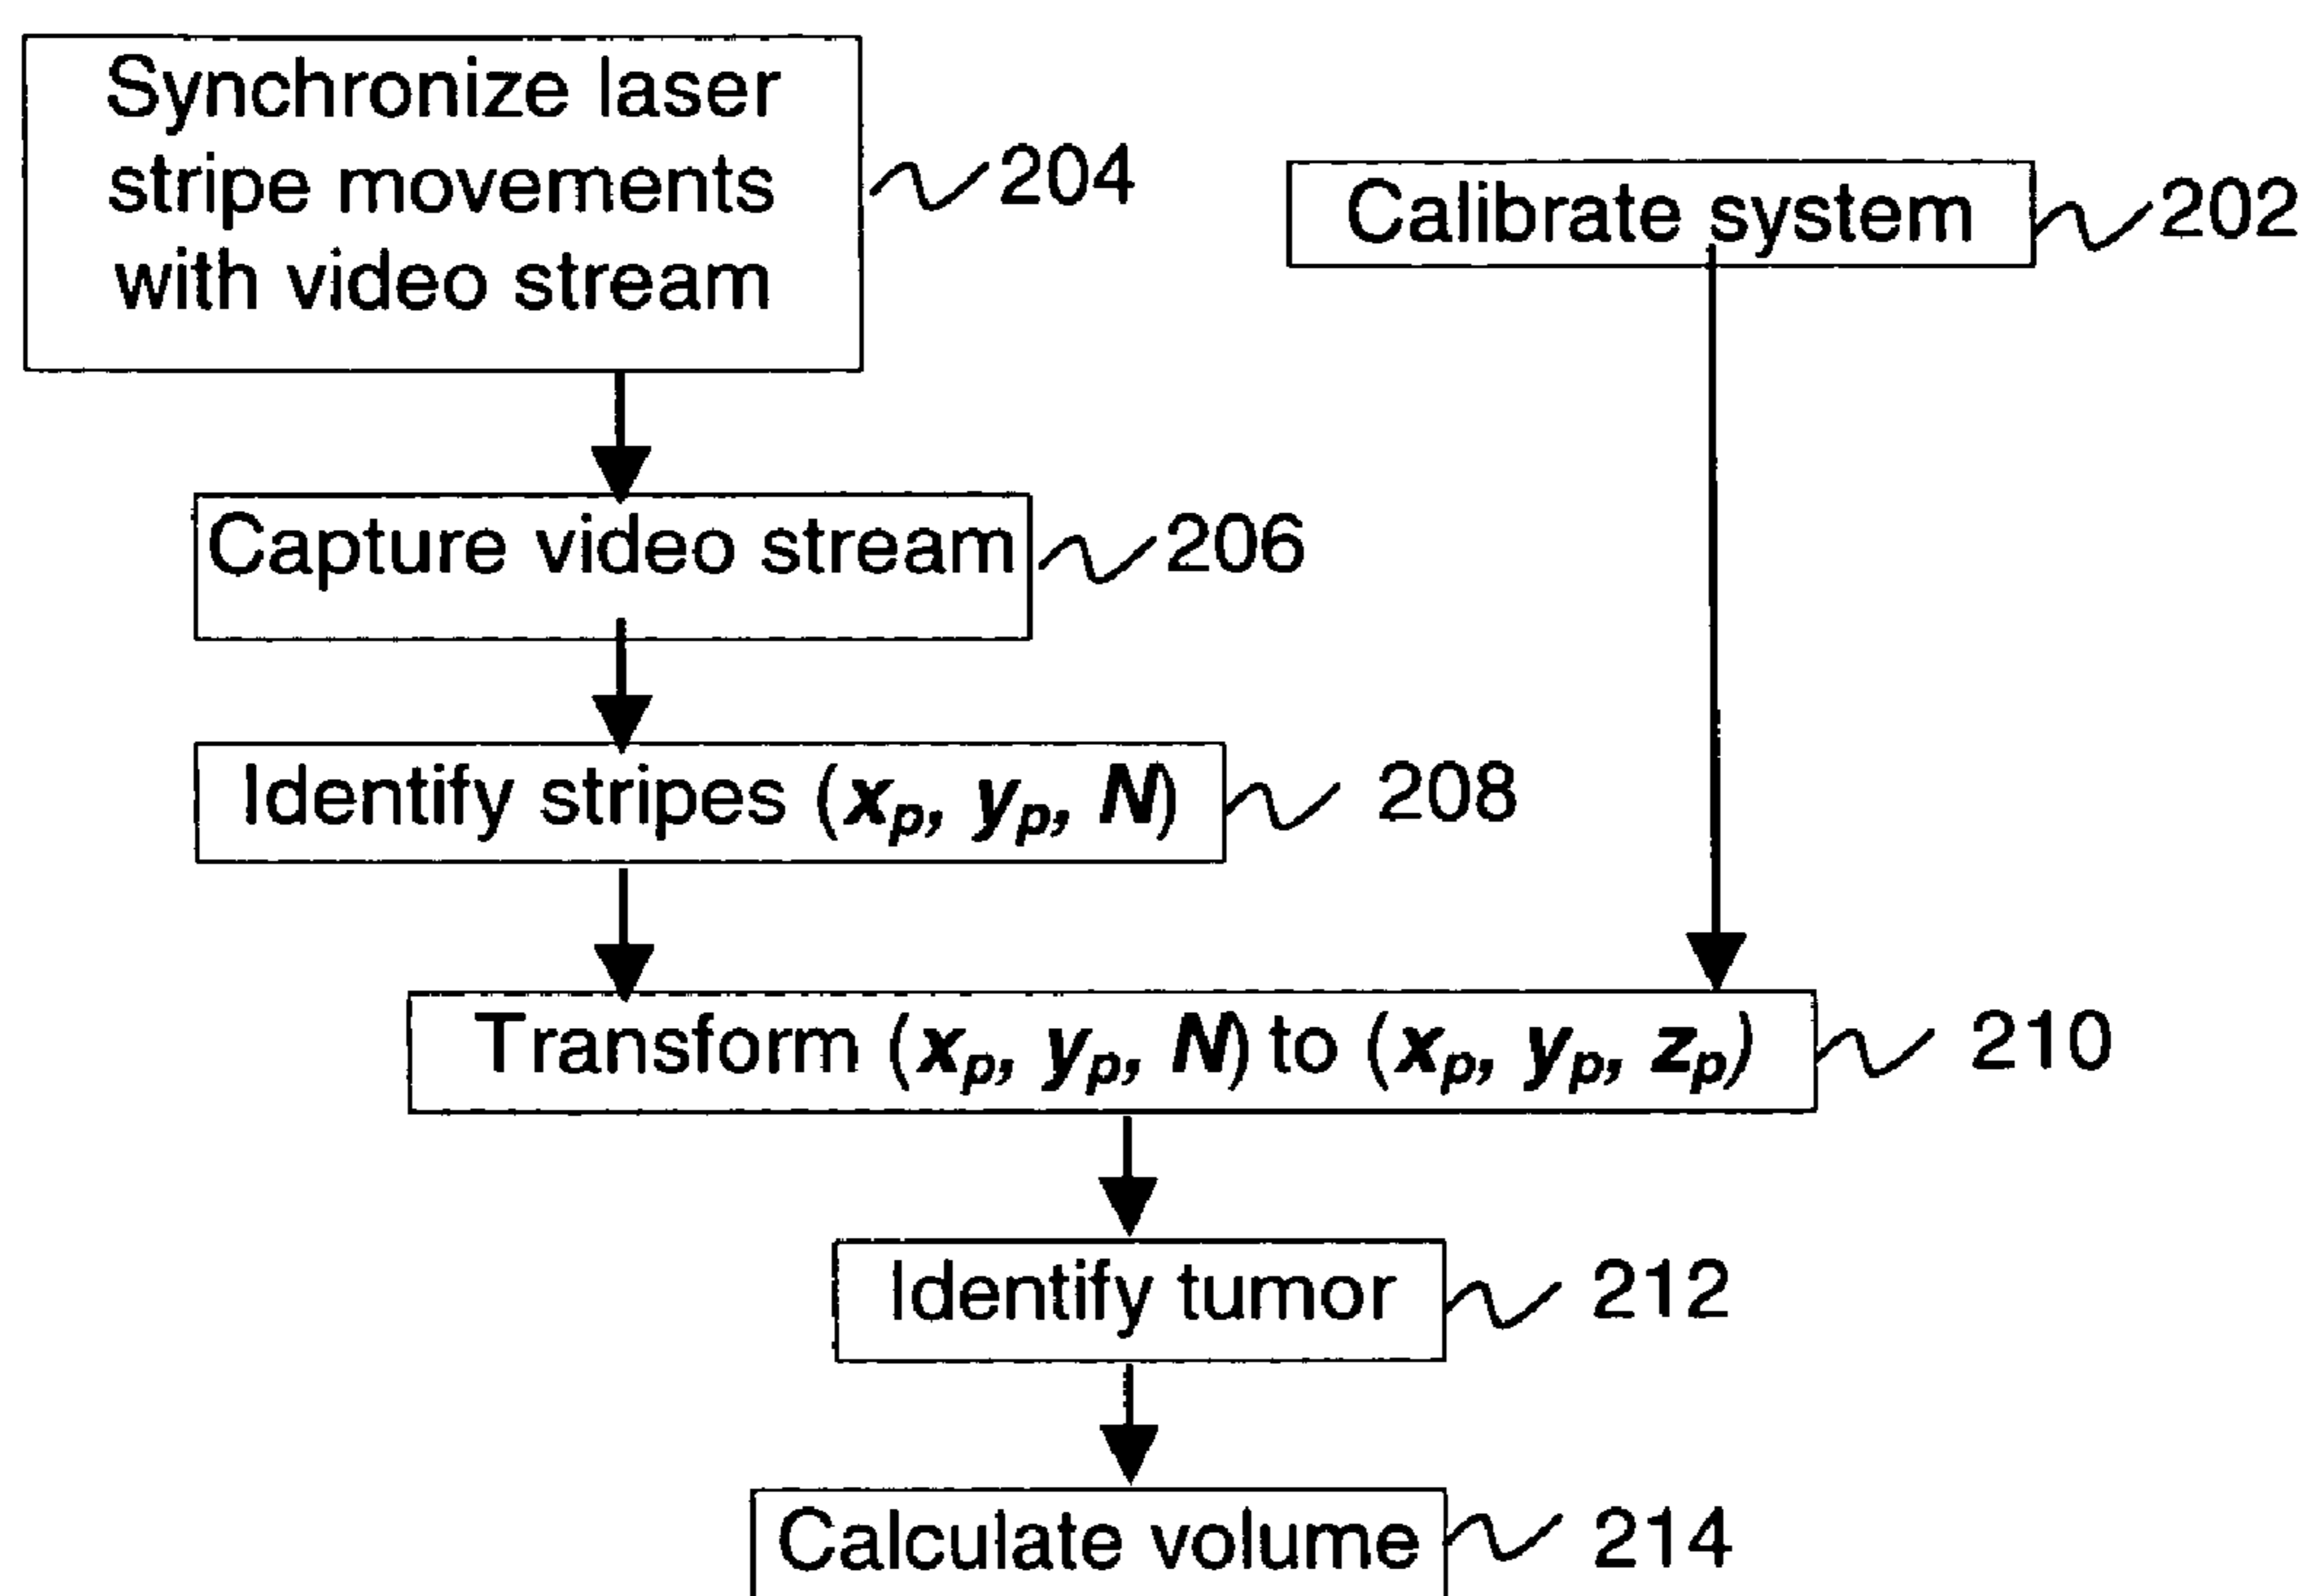 Synchronize laser
stripe movements
with video stream
204
Calibrate system
202
Capture video stream
206
Identify stripes (xp, yp, N)
208
Transform (xp, yp, N) to (xp, yp, zp)
210
Identify tumor
212
Calculate volume
214